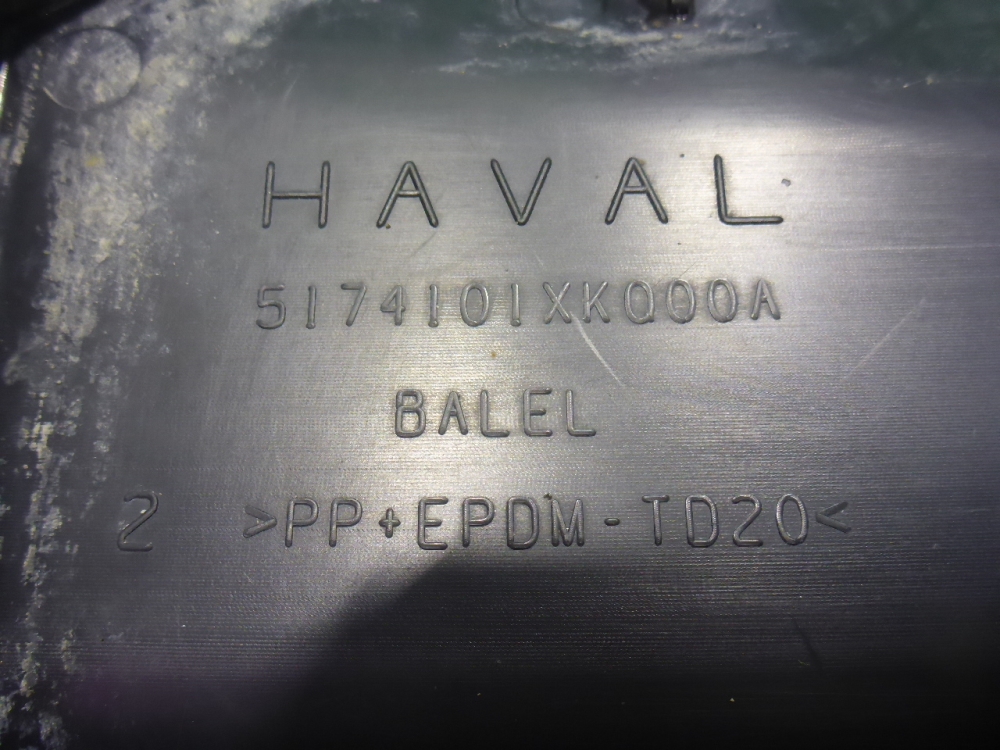 HAVAL
5174101XKQ00A
BALEL
2 >PP+EPDM-TD20<